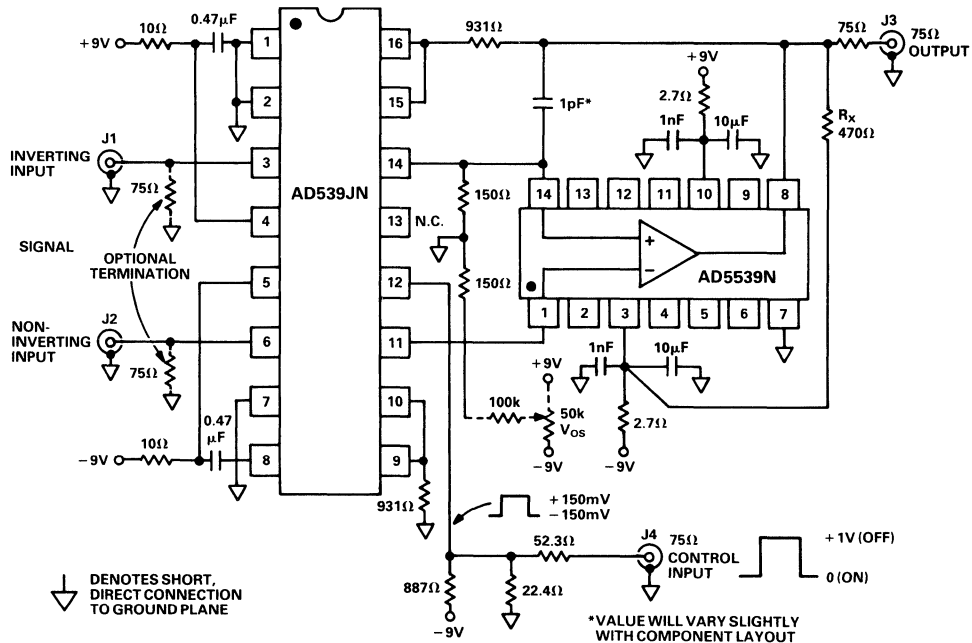 10Ω
0.47μF
+9V
1
2
3
4
5
6
7
8
16
15
14
13
12
11
10
9
AD539JN
N.C.
931Ω
1pF*
75Ω
J3
75Ω
OUTPUT
+9V
2.7Ω
1nF
10μF
RX
470Ω
J1
INVERTING
INPUT
75Ω
SIGNAL
OPTIONAL
TERMINATION
NON-
INVERTING
INPUT
J2
75Ω
150Ω
150Ω
14
13
12
11
10
9
8
+
−
AD5539N
1
2
3
4
5
6
7
1nF
10μF
2.7Ω
−9V
+9V
100k
50k
VOS
−9V
0.47
μF
10Ω
−9V
931Ω
+150mV
−150mV
52.3Ω
J4
75Ω
CONTROL
INPUT
+1V (OFF)
0 (ON)
887Ω
22.4Ω
−9V
DENOTES SHORT,
DIRECT CONNECTION
TO GROUND PLANE
*VALUE WILL VARY SLIGHTLY
WITH COMPONENT LAYOUT